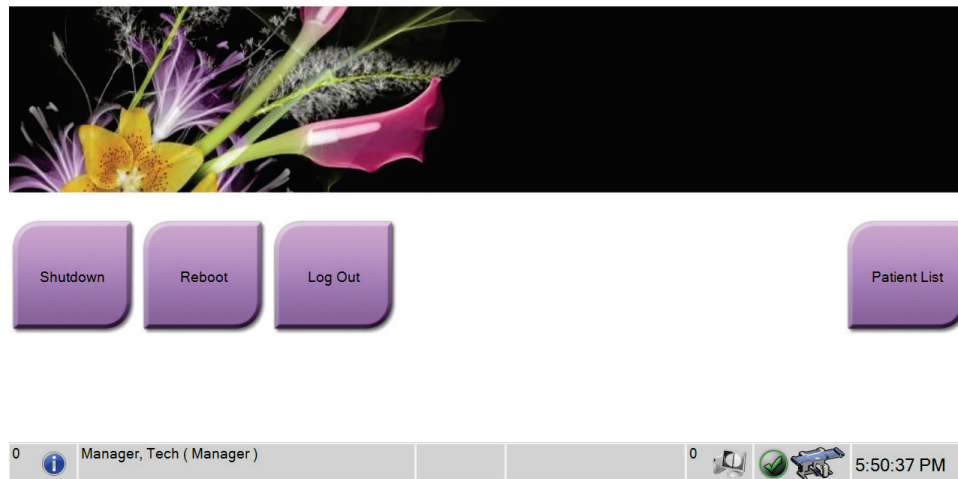 Shutdown
Reboot
Log Out
Patient List
0
Manager, Tech ( Manager )
0
5:50:37 PM